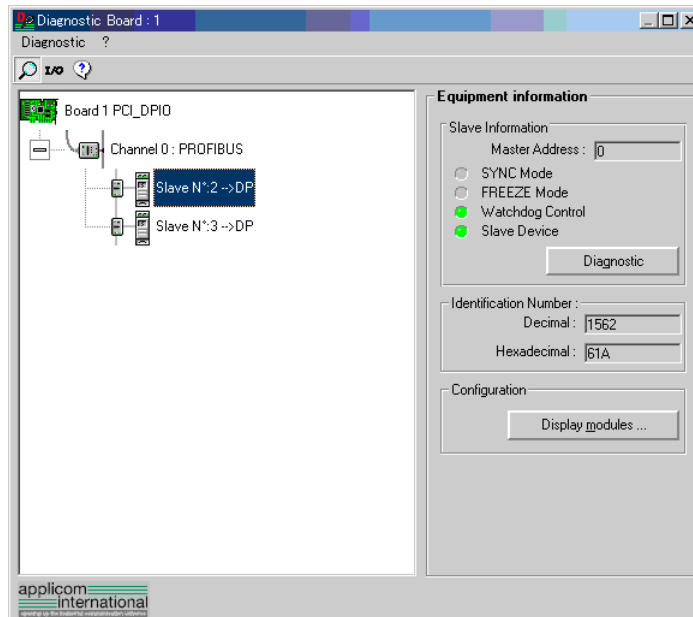 Diagnostic Board : 1
Diagnostic ?
I/O ?
Board 1 PCI_DPIO
Channel 0 : PROFIBUS
Slave N°:2 -->DP
Slave N°:3 -->DP
Equipment information
Slave Information
Master Address : 0
SYNC Mode
FREEZE Mode
Watchdog Control
Slave Device
Diagnostic
Identification Number :
Decimal : 1562
Hexadecimal : 61A
Configuration
Display modules ...
applicom
international